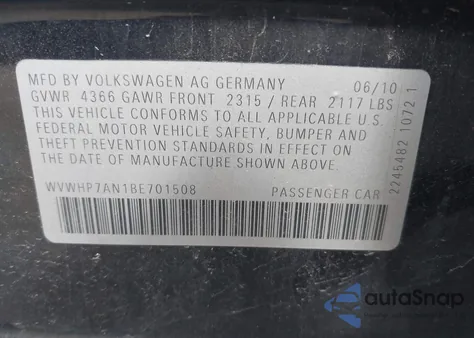 MFD BY VOLKSWAGEN AG GERMANY 06/10
GVWR 4366 GAWR FRONT 2315 / REAR 2117 LBS
THIS VEHICLE CONFORMS TO ALL APPLICABLE U.S.
FEDERAL MOTOR VEHICLE SAFETY, BUMPER AND
THEFT PREVENTION STANDARDS IN EFFECT ON
THE DATE OF MANUFACTURE SHOWN ABOVE.
WVWHP7AN1BE701508 PASSENGER CAR
2245482 1072 1
autoSnap